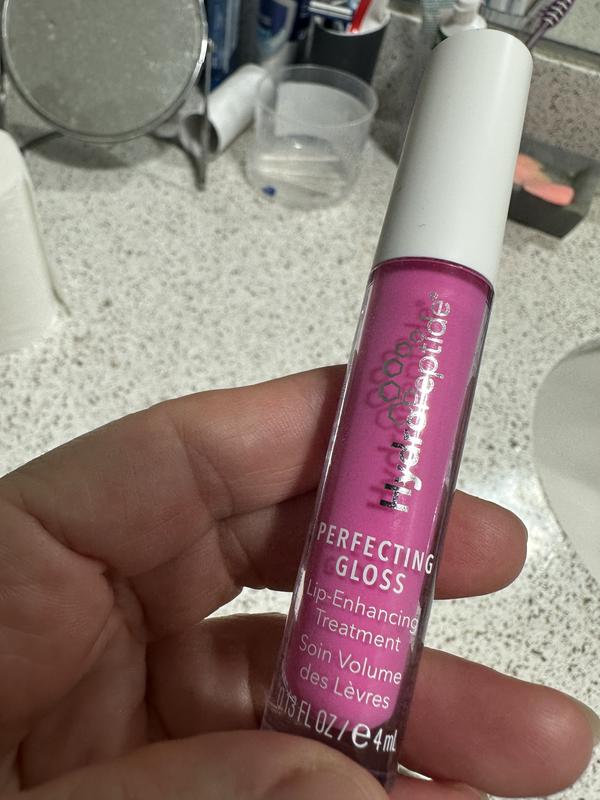 HydroPeptide®
PERFECTING
GLOSS
Lip-Enhancing
Treatment
Soin Volume
des Lèvres
0.13 FL OZ / ℮ 4 mL